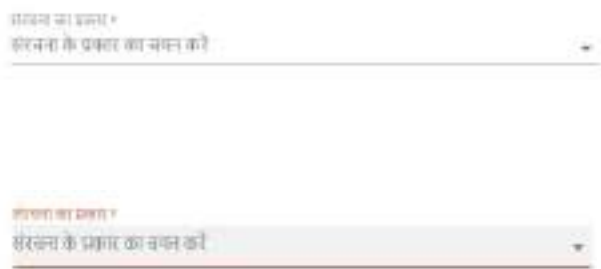 संरचना का प्रकार *
संरचना के प्रकार का चयन करें
संरचना का प्रकार *
संरचना के प्रकार का चयन करें